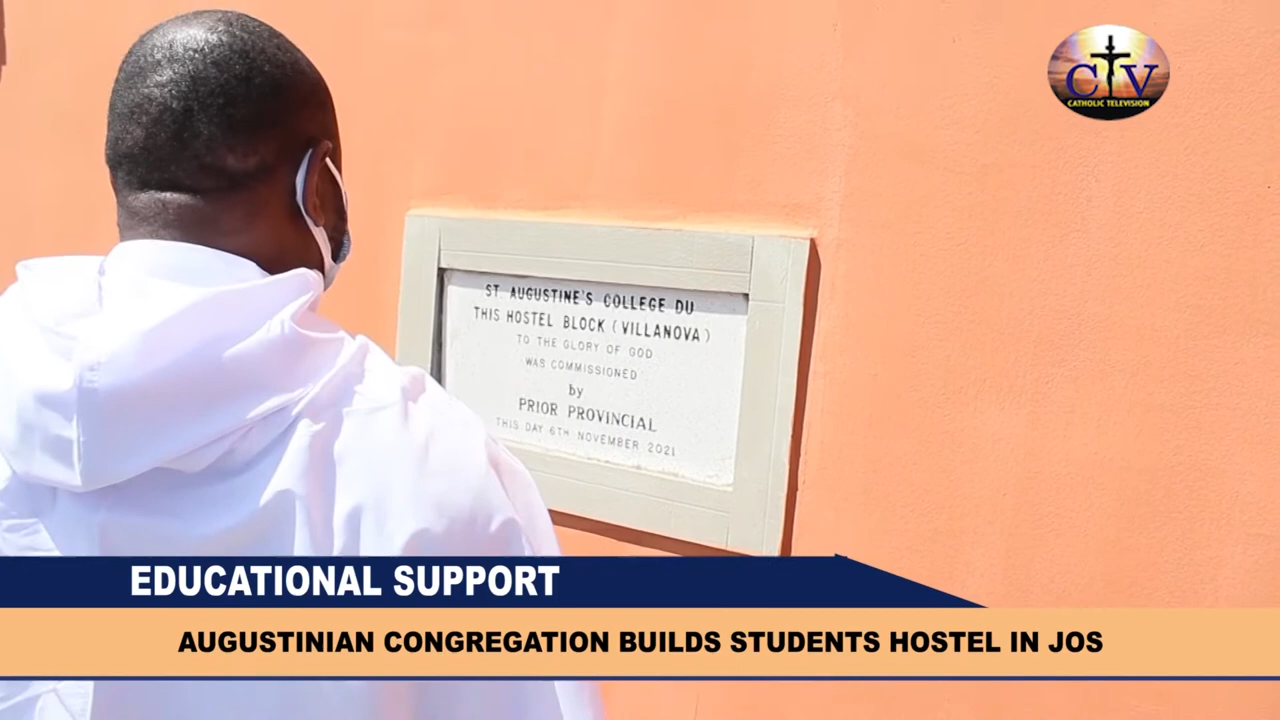 CTV
CATHOLIC TELEVISION
ST. AUGUSTINE'S COLLEGE DU
THIS HOSTEL BLOCK (VILLANOVA)
TO THE GLORY OF GOD
WAS COMMISSIONED
by
PRIOR PROVINCIAL
THIS DAY 6TH NOVEMBER 2021
EDUCATIONAL SUPPORT
AUGUSTINIAN CONGREGATION BUILDS STUDENTS HOSTEL IN JOS